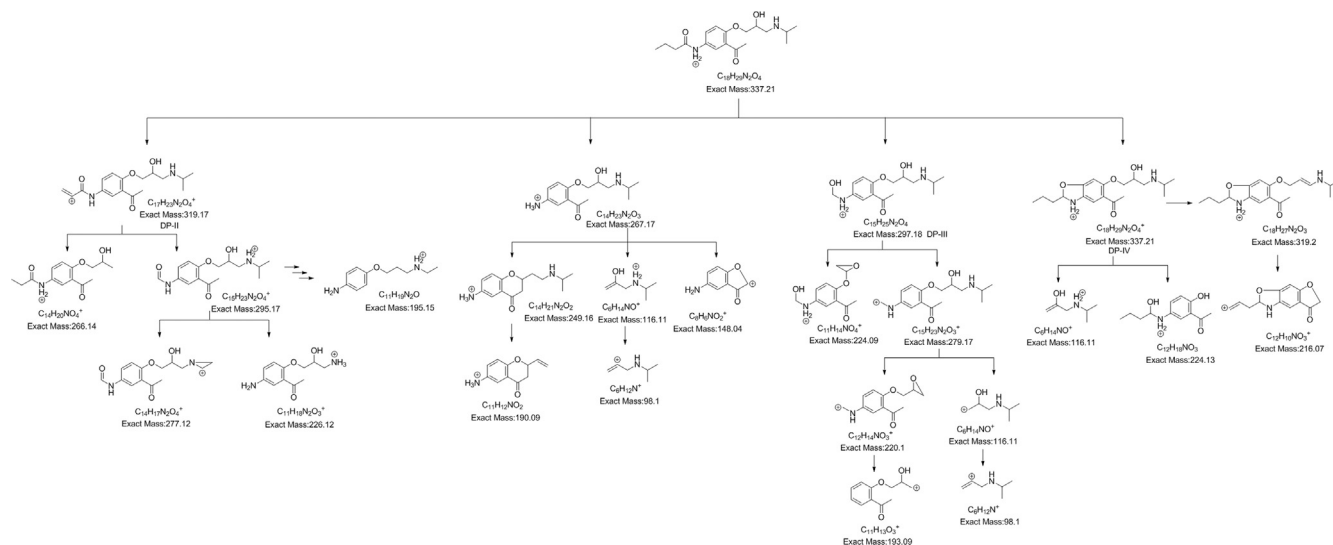 C18H29N2O4
Exact Mass:337.21
C17H23N2O4+
Exact Mass:319.17
DP-II
C14H23N2O3
Exact Mass:267.17
C15H25N2O4
Exact Mass:297.18 DP-III
C18H29N2O4+
Exact Mass:337.21
DP-IV
C18H27N2O3
Exact Mass:319.2
C14H20NO4+
Exact Mass:266.14
C15H23N2O4+
Exact Mass:295.17
C11H19N2O
Exact Mass:195.15
C14H21N2O2
Exact Mass:249.16
C6H14NO+
Exact Mass:116.11
C8H6NO2+
Exact Mass:148.04
C11H14NO4+
Exact Mass:224.09
C15H23N2O3+
Exact Mass:279.17
C6H14NO+
Exact Mass:116.11
C12H18NO3
Exact Mass:224.13
C12H10NO3+
Exact Mass:216.07
C14H17N2O4+
Exact Mass:277.12
C11H18N2O3+
Exact Mass:226.12
C11H12NO2
Exact Mass:190.09
C6H12N+
Exact Mass:98.1
C12H14NO3+
Exact Mass:220.1
C6H14NO+
Exact Mass:116.11
C11H13O3+
Exact Mass:193.09
C6H12N+
Exact Mass:98.1